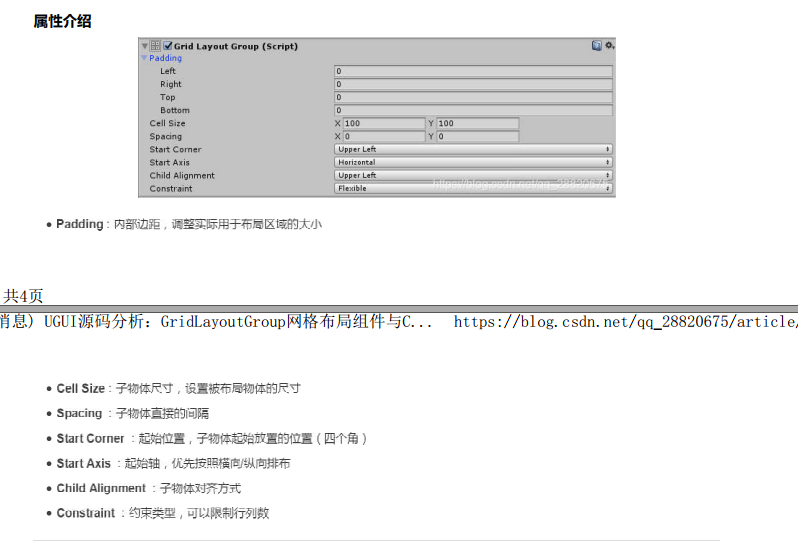 属性介绍
Grid Layout Group (Script)
Padding
Left 0
Right 0
Top 0
Bottom 0
Cell Size X 100 Y 100
Spacing X 0 Y 0
Start Corner Upper Left
Start Axis Horizontal
Child Alignment Upper Left
Constraint Flexible
https://blog.csdn.net/qq_28820675
• Padding：内部边距，调整实际用于布局区域的大小
共4页
消息) UGUI源码分析：GridLayoutGroup网格布局组件与C... https://blog.csdn.net/qq_28820675/article/
• Cell Size：子物体尺寸，设置被布局物体的尺寸
• Spacing ：子物体直接的间隔
• Start Corner ：起始位置，子物体起始放置的位置（四个角）
• Start Axis ：起始轴，优先按照横向/纵向排布
• Child Alignment ：子物体对齐方式
• Constraint ：约束类型，可以限制行列数